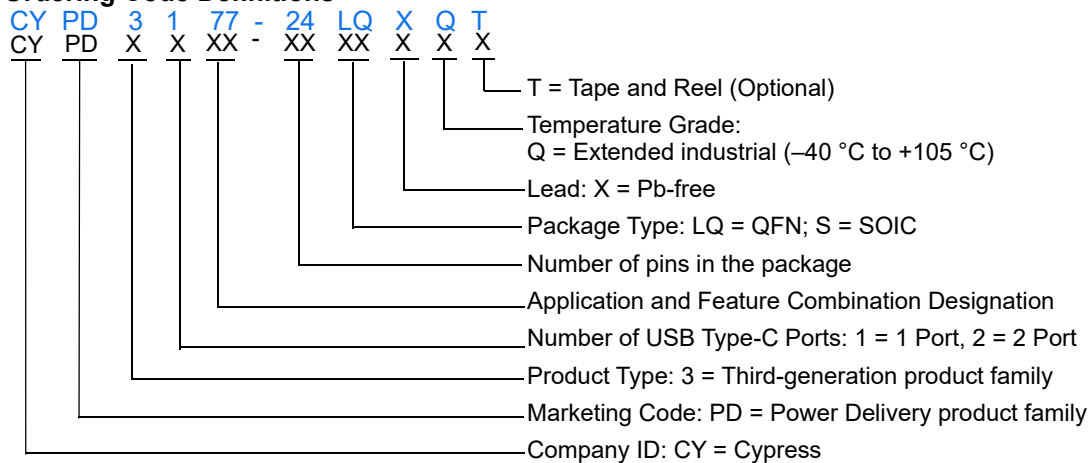 CY PD 3 1 77 - 24 LQ X Q T
CY PD X X XX - XX XX X X X
T = Tape and Reel (Optional)
Temperature Grade:
Q = Extended industrial (–40 °C to +105 °C)
Lead: X = Pb-free
Package Type: LQ = QFN; S = SOIC
Number of pins in the package
Application and Feature Combination Designation
Number of USB Type-C Ports: 1 = 1 Port, 2 = 2 Port
Product Type: 3 = Third-generation product family
Marketing Code: PD = Power Delivery product family
Company ID: CY = Cypress